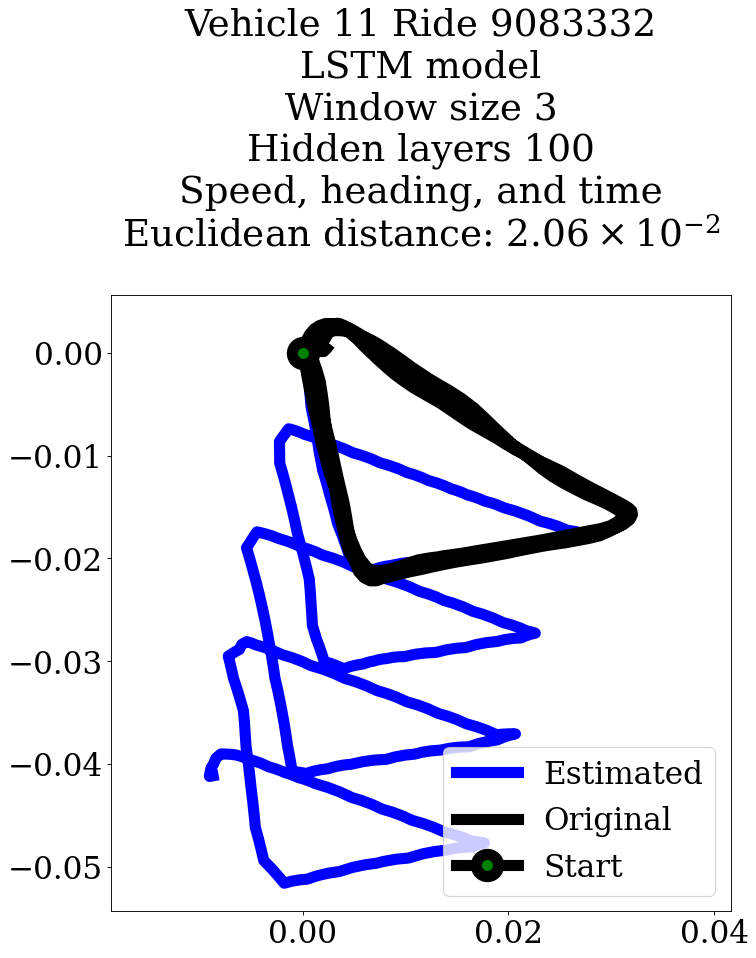 Vehicle 11 Ride 9083332
LSTM model
Window size 3
Hidden layers 100
Speed, heading, and time
Euclidean distance: 2.06 × 10⁻²
0.00
−0.01
−0.02
−0.03
−0.04
−0.05
Estimated
Original
Start
0.00 0.02 0.04